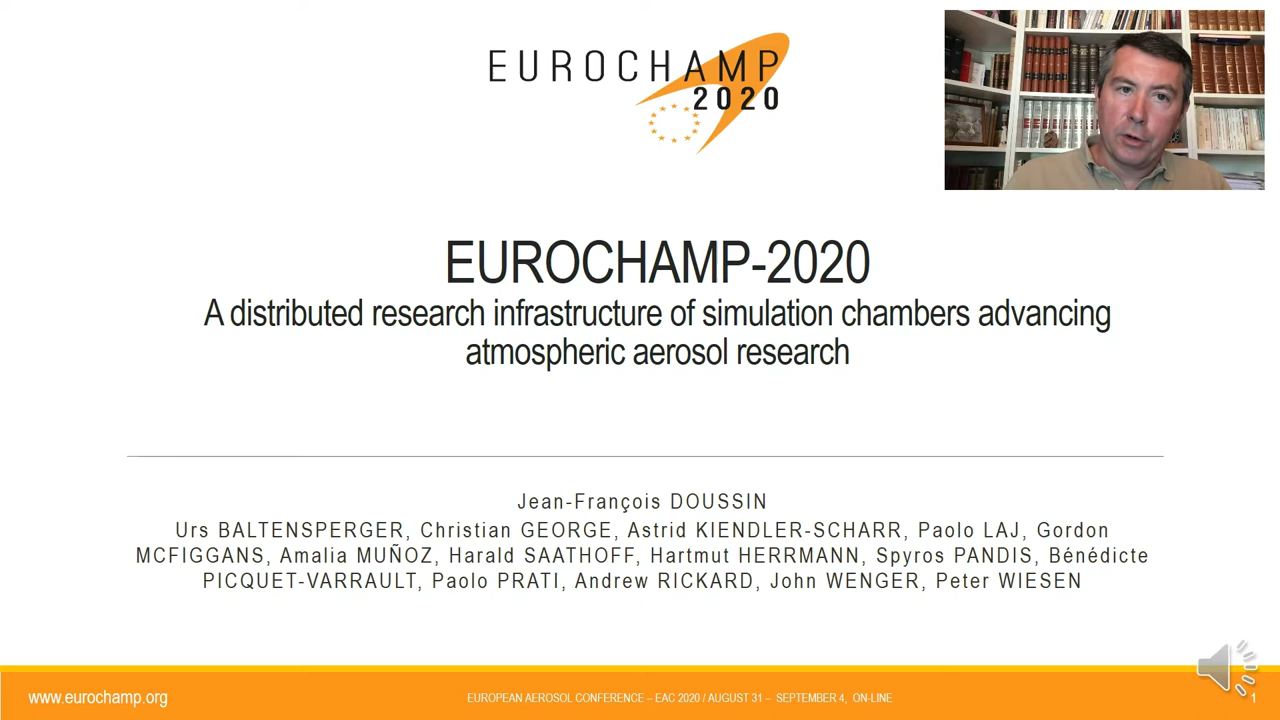 EUROCHAMP
2020
EUROCHAMP-2020
A distributed research infrastructure of simulation chambers advancing
atmospheric aerosol research
Jean-François DOUSSIN
Urs BALTENSPERGER, Christian GEORGE, Astrid KIENDLER-SCHARR, Paolo LAJ, Gordon
MCFIGGANS, Amalia MUÑOZ, Harald SAATHOFF, Hartmut HERRMANN, Spyros PANDIS, Bénédicte
PICQUET-VARRAULT, Paolo PRATI, Andrew RICKARD, John WENGER, Peter WIESEN
www.eurochamp.org
EUROPEAN AEROSOL CONFERENCE – EAC 2020 / AUGUST 31 – SEPTEMBER 4, ON-LINE
1